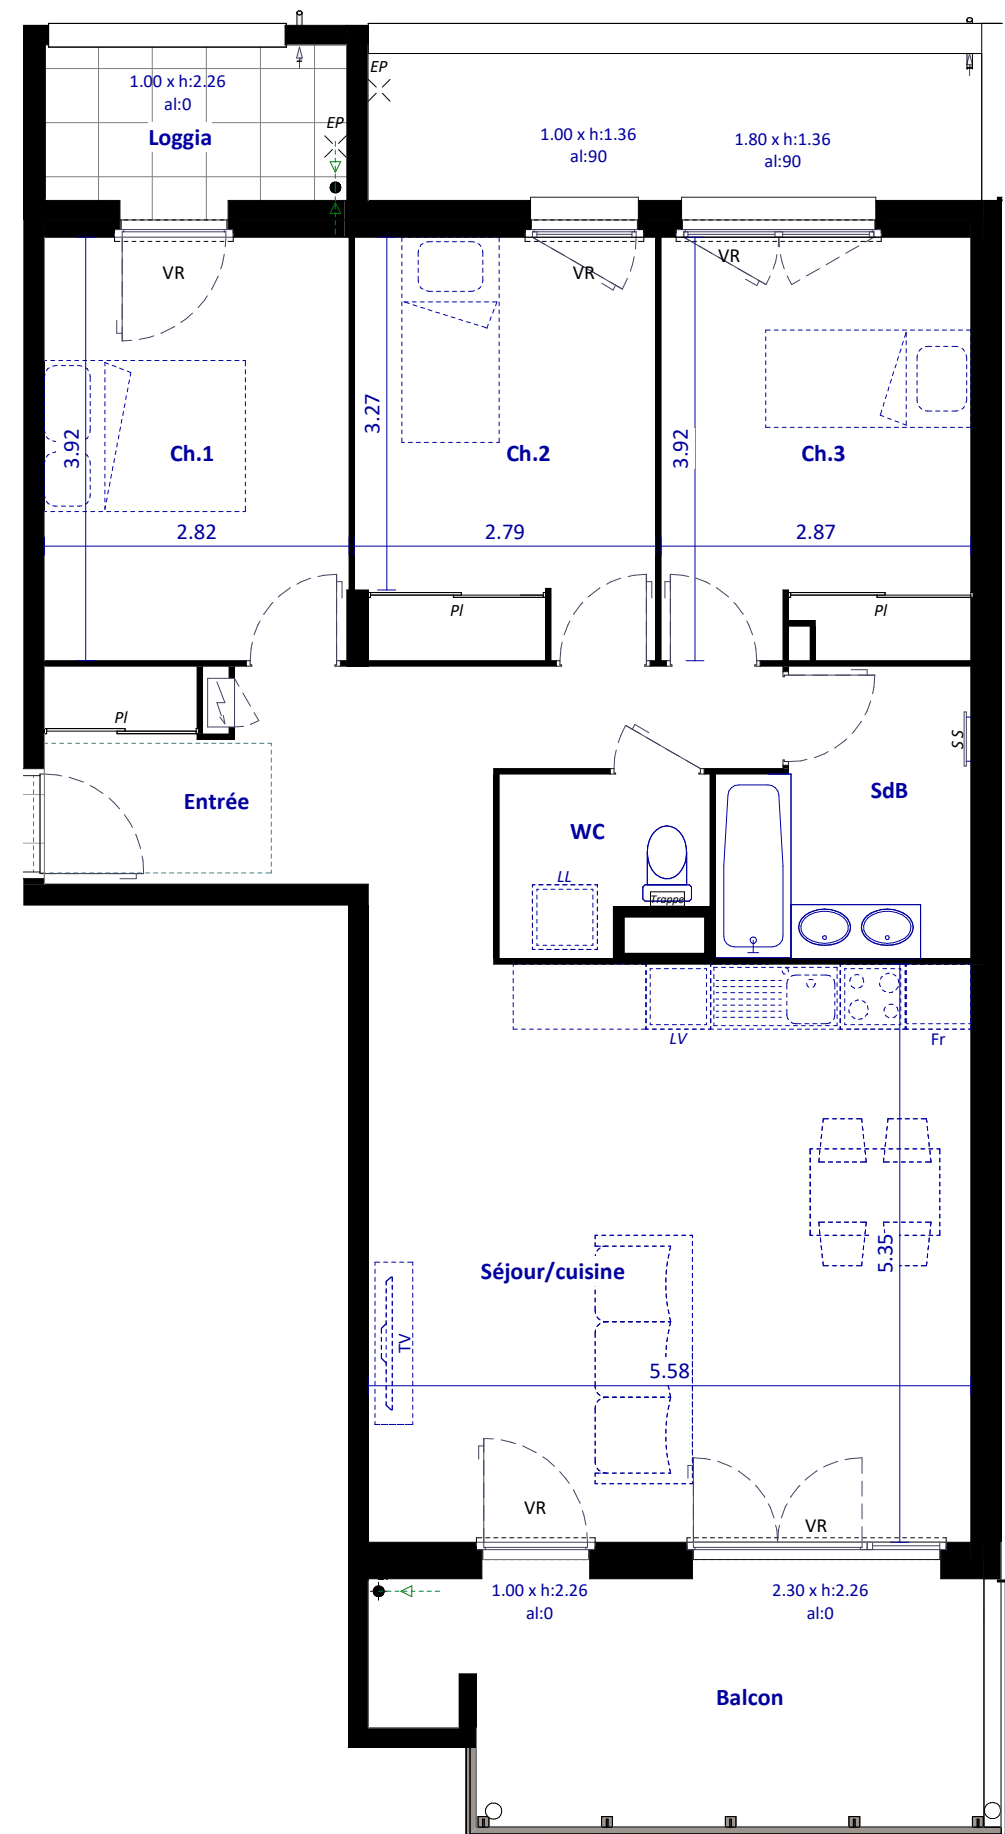 EP
1.00 x h:2.26
al:0
Loggia
EP
1.00 x h:1.36
al:90
1.80 x h:1.36
al:90
VR
VR
VR
3.92
3.27
3.92
Ch.1
Ch.2
Ch.3
2.82
2.79
2.87
Pl
Pl
Pl
SS
Entrée
SdB
WC
LL
Trappe
LV
Fr
5.35
Séjour/cuisine
TV
5.58
VR
VR
1.00 x h:2.26
al:0
2.30 x h:2.26
al:0
Balcon